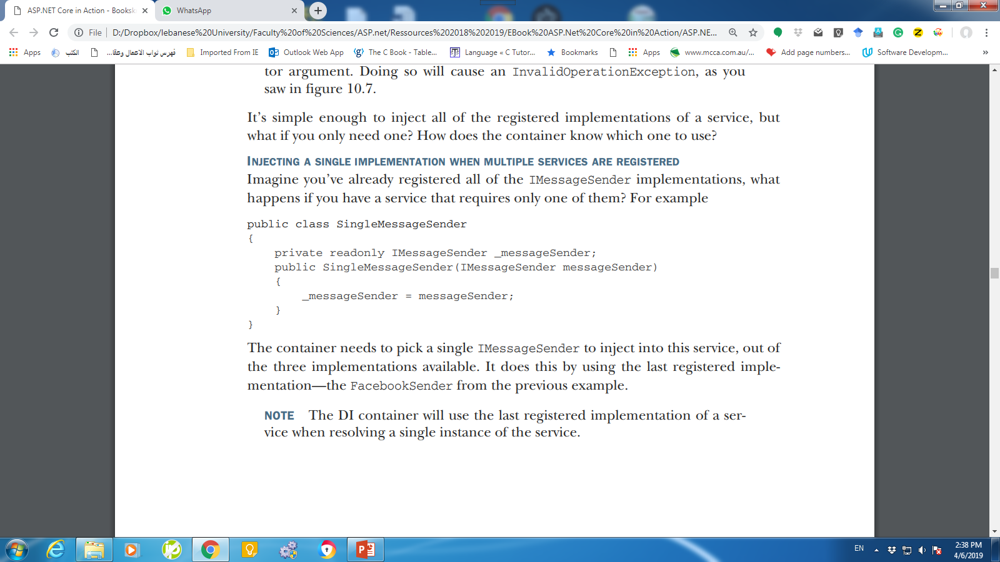 ASP.NET Core in Action - Booksk
WhatsApp
File D:/Dropbox/lebanese%20University/Faculty%20of%20Sciences/ASP.net/Ressources%202018%202019/EBook%20ASP.Net%20Core%20in%20Action/ASP.NE...
Apps الكتب فهرس ثواب الاعمال وعقا... Imported From IE Outlook Web App The C Book - Table... Language « C Tutor... Bookmarks Apps www.mcca.com.au/... Add page numbers... Software Developm... »
tor argument. Doing so will cause an InvalidOperationException, as you
saw in figure 10.7.
It's simple enough to inject all of the registered implementations of a service, but
what if you only need one? How does the container know which one to use?
INJECTING A SINGLE IMPLEMENTATION WHEN MULTIPLE SERVICES ARE REGISTERED
Imagine you've already registered all of the IMessageSender implementations, what
happens if you have a service that requires only one of them? For example
public class SingleMessageSender
{
private readonly IMessageSender _messageSender;
public SingleMessageSender(IMessageSender messageSender)
{
_messageSender = messageSender;
}
}
The container needs to pick a single IMessageSender to inject into this service, out of
the three implementations available. It does this by using the last registered imple-
mentation—the FacebookSender from the previous example.
NOTE The DI container will use the last registered implementation of a ser-
vice when resolving a single instance of the service.
EN
2:38 PM
4/6/2019